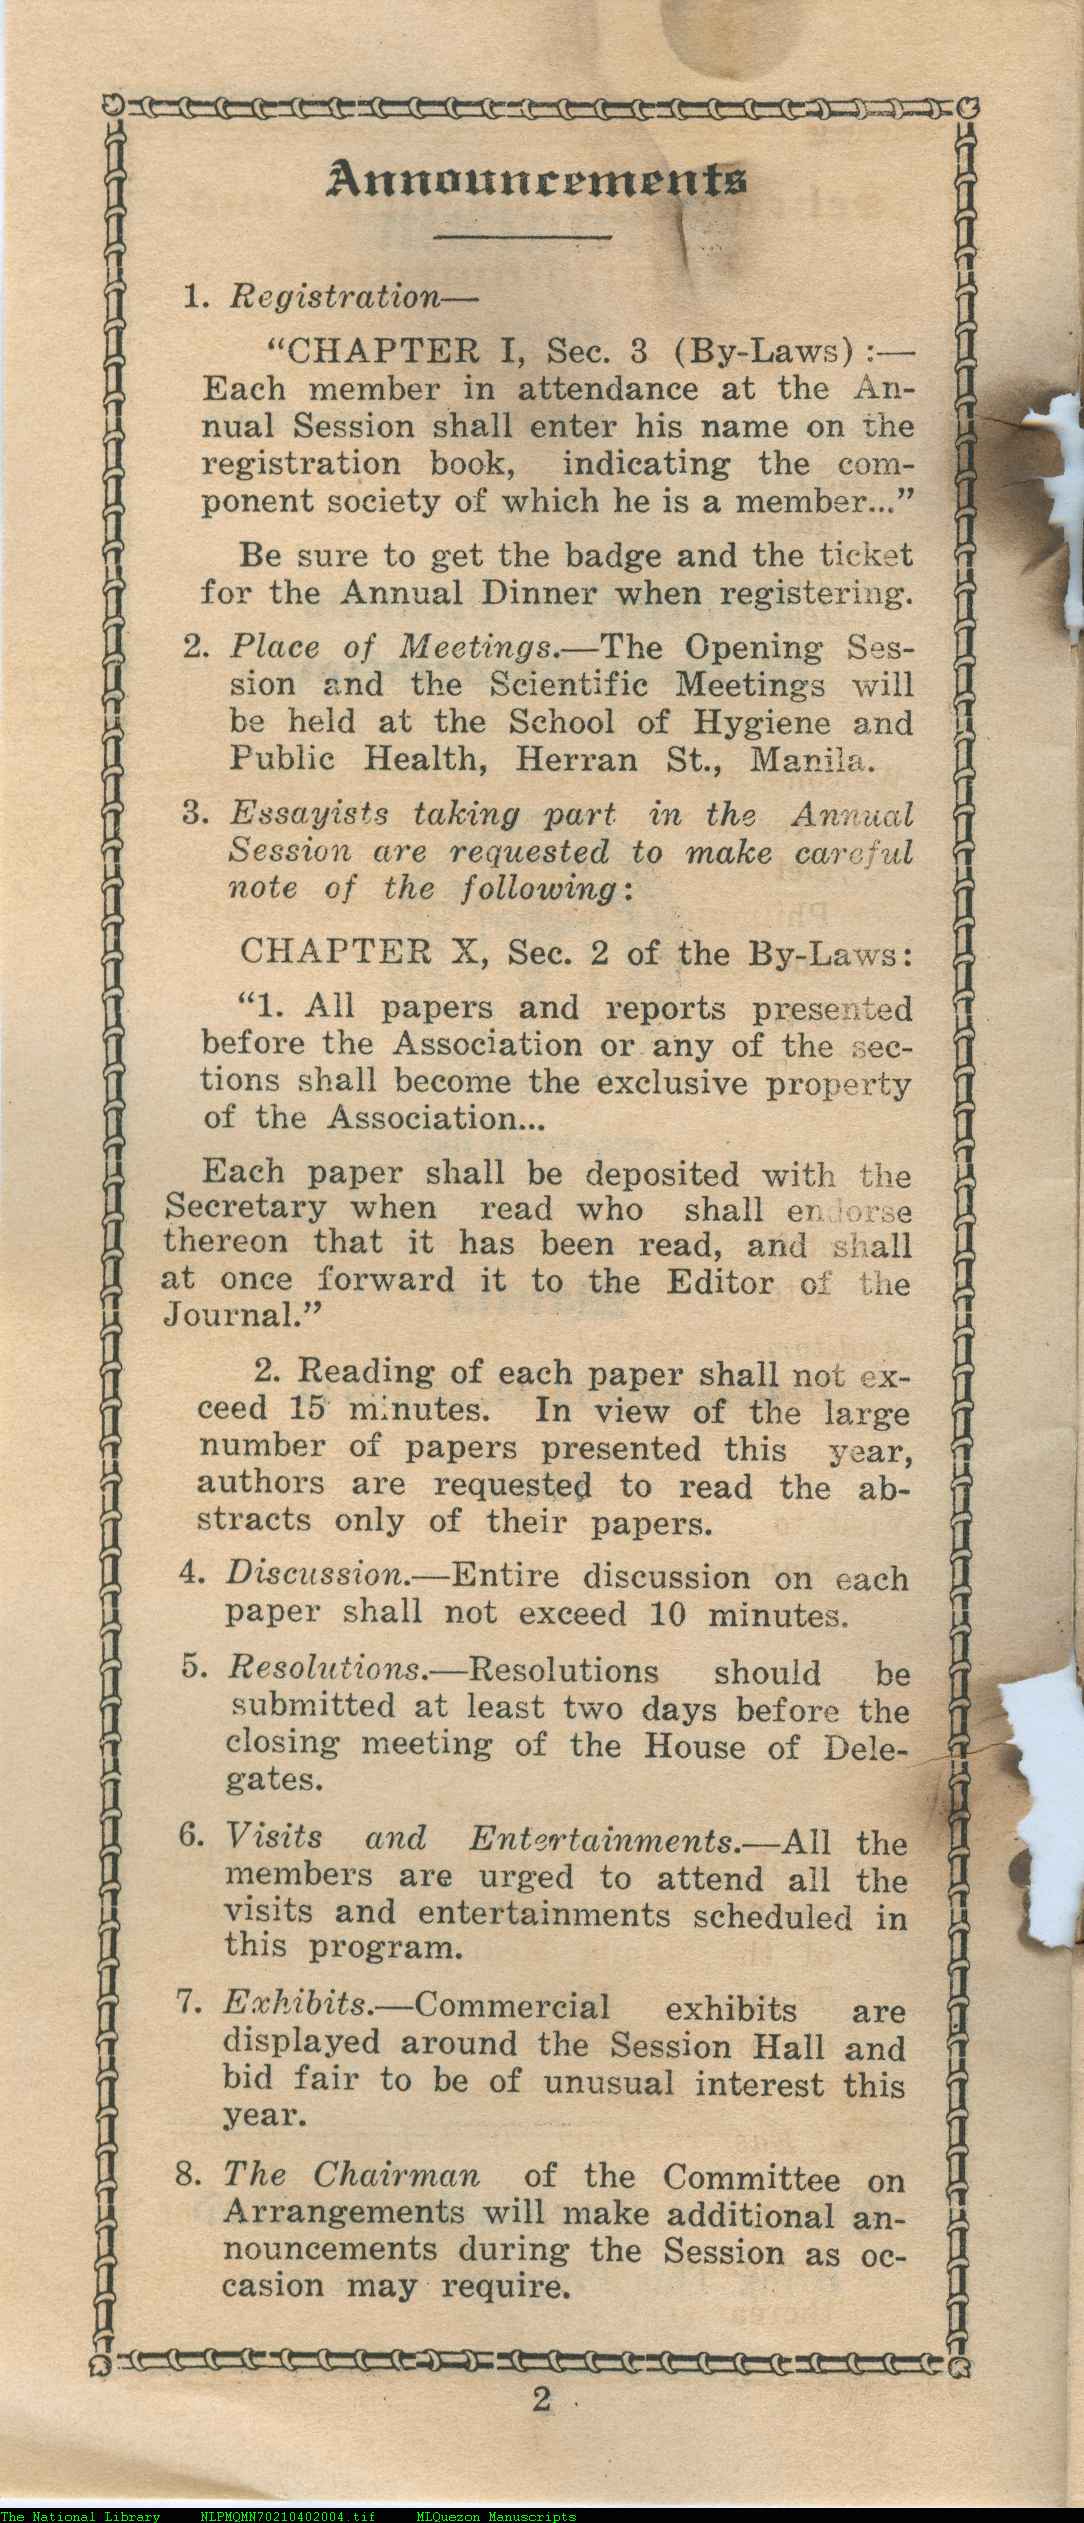 Announcements
1. Registration—
“CHAPTER I, Sec. 3 (By-Laws) :—
Each member in attendance at the An-
nual Session shall enter his name on the
registration book, indicating the com-
ponent society of which he is a member...”
Be sure to get the badge and the ticket
for the Annual Dinner when registering.
2. Place of Meetings.—The Opening Ses-
sion and the Scientific Meetings will
be held at the School of Hygiene and
Public Health, Herran St., Manila.
3. Essayists taking part in the Annual
Session are requested to make careful
note of the following:
CHAPTER X, Sec. 2 of the By-Laws:
“1. All papers and reports presented
before the Association or any of the sec-
tions shall become the exclusive property
of the Association...
Each paper shall be deposited with the
Secretary when read who shall endorse
thereon that it has been read, and shall
at once forward it to the Editor of the
Journal.”
2. Reading of each paper shall not ex-
ceed 15 minutes. In view of the large
number of papers presented this year,
authors are requested to read the ab-
stracts only of their papers.
4. Discussion.—Entire discussion on each
paper shall not exceed 10 minutes.
5. Resolutions.—Resolutions should be
submitted at least two days before the
closing meeting of the House of Dele-
gates.
6. Visits and Entertainments.—All the
members are urged to attend all the
visits and entertainments scheduled in
this program.
7. Exhibits.—Commercial exhibits are
displayed around the Session Hall and
bid fair to be of unusual interest this
year.
8. The Chairman of the Committee on
Arrangements will make additional an-
nouncements during the Session as oc-
casion may require.
2
The National Library NLPMQMN70210402004.tif MLQuezon Manuscripts